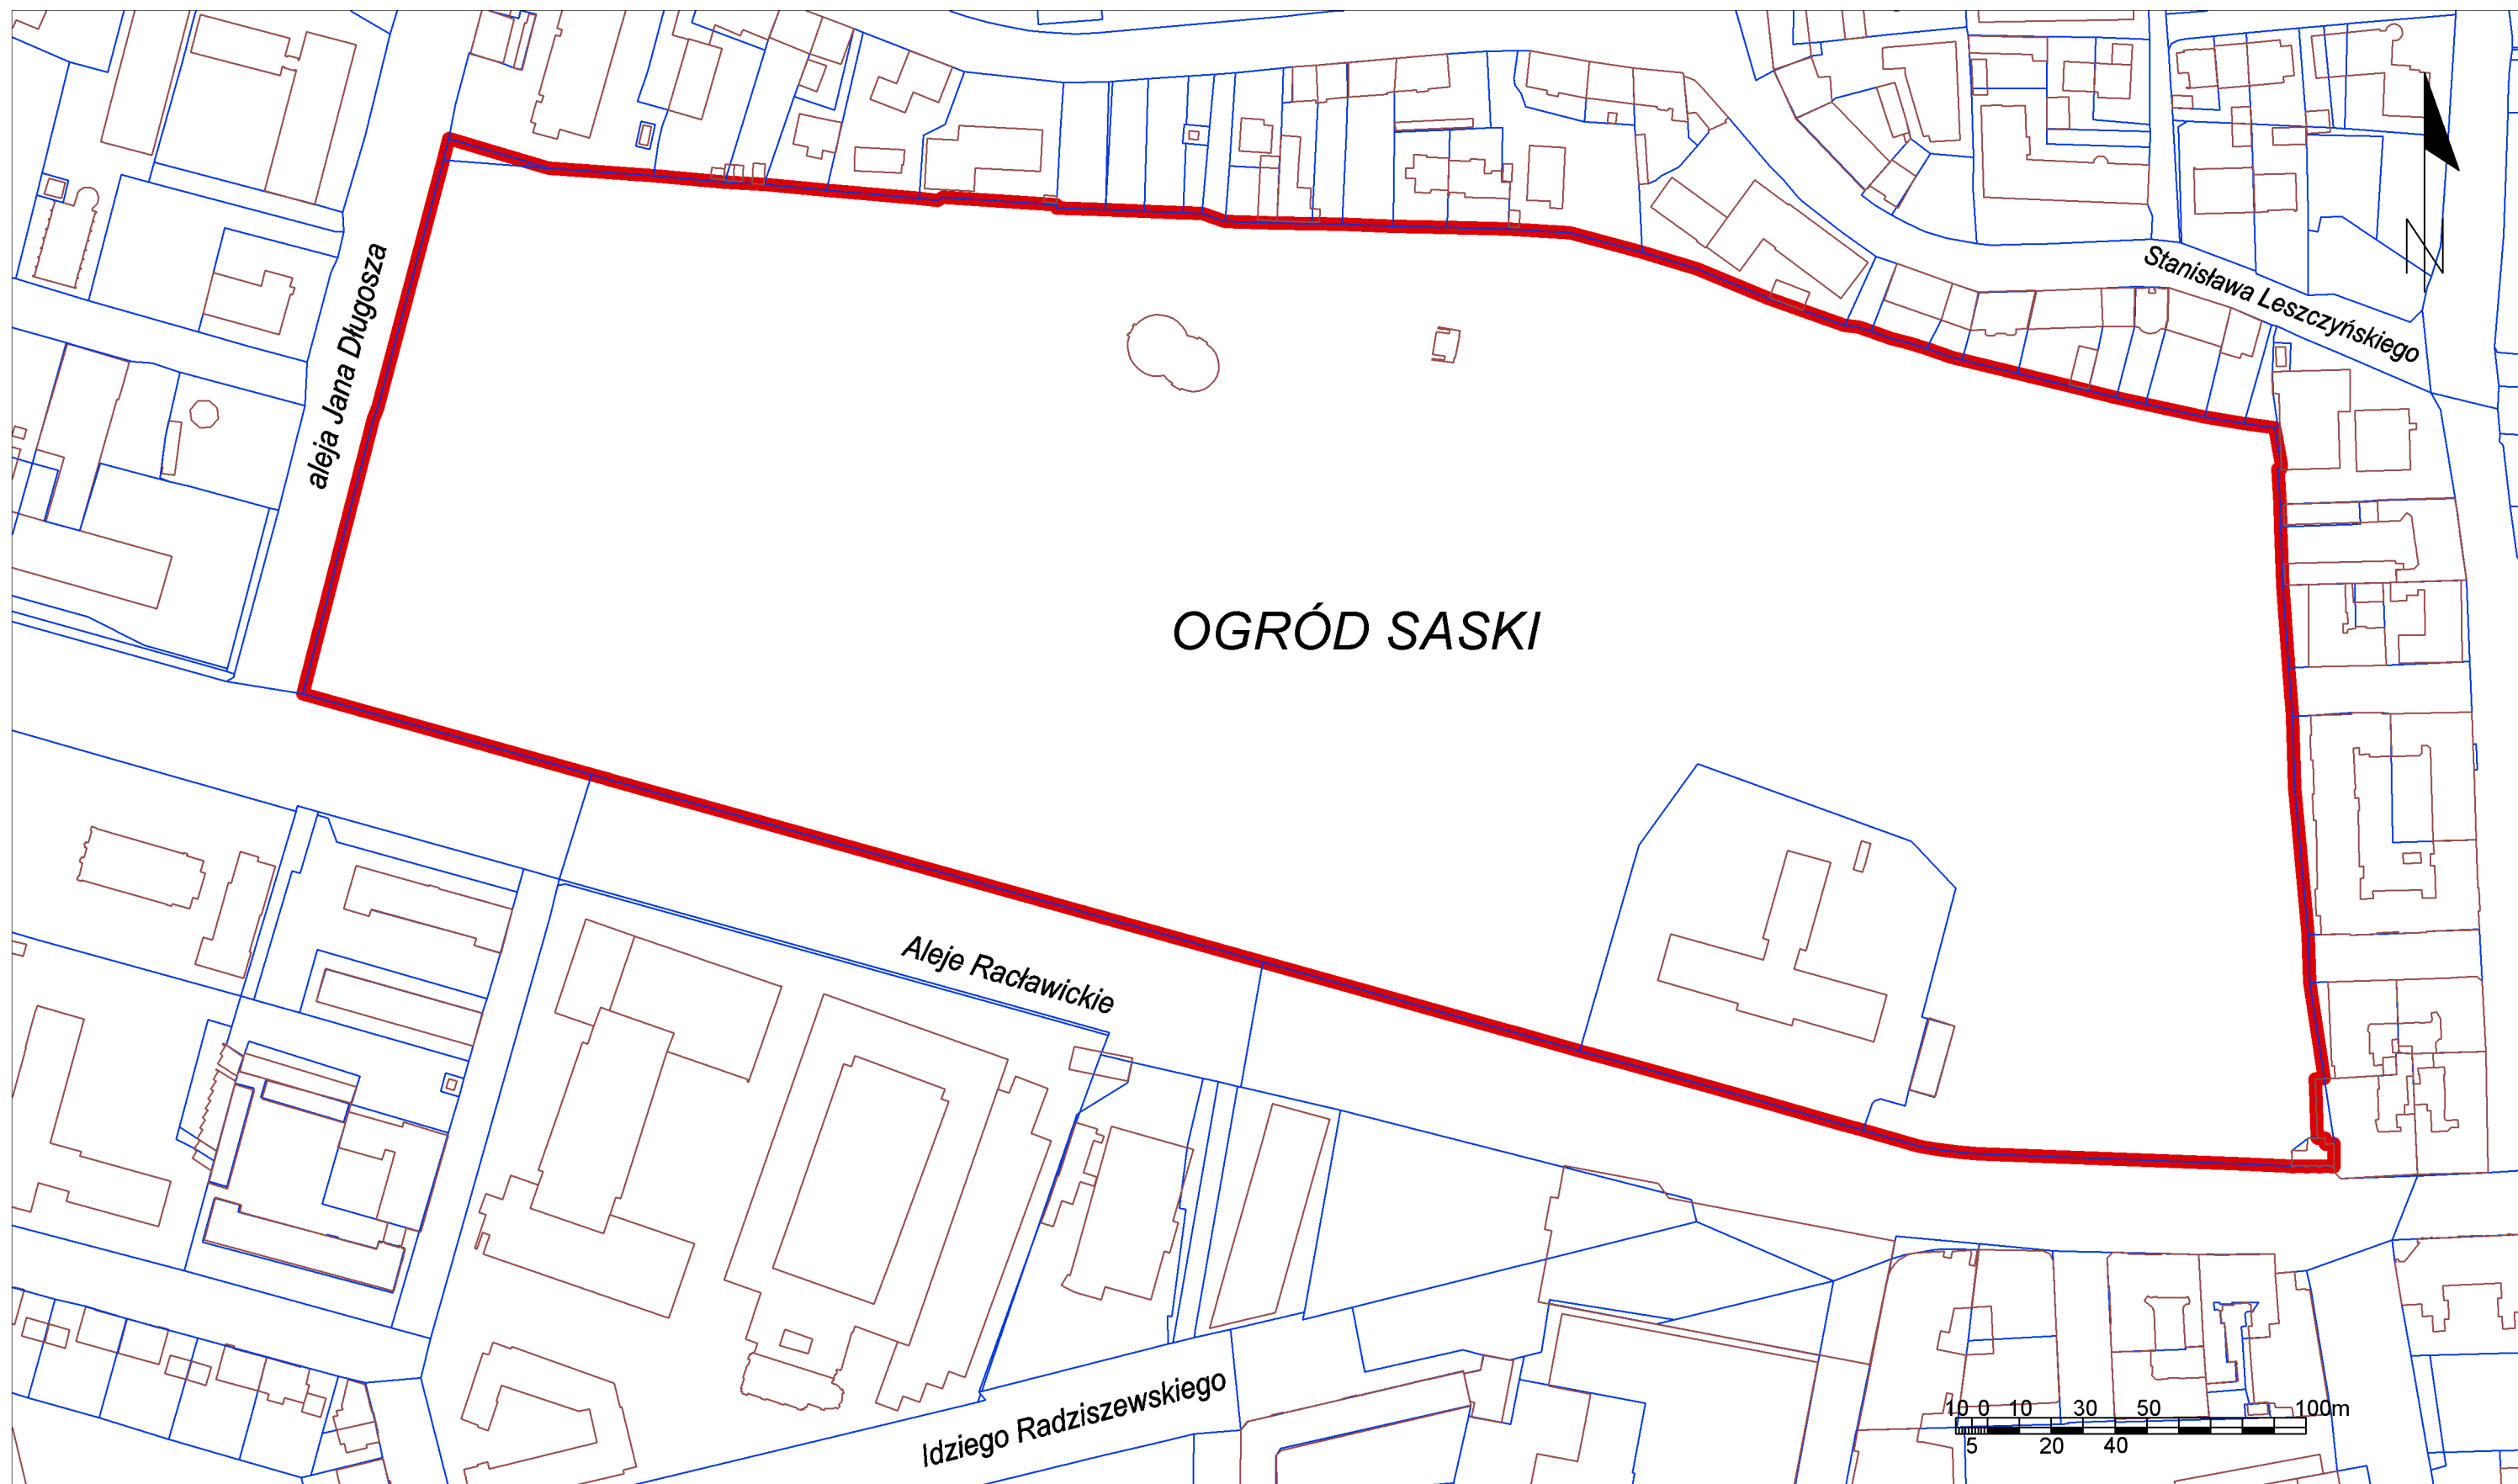 Stanisława Leszczyńskiego
N
aleja Jana Długosza
OGRÓD SASKI
Aleje Racławickie
Idziego Radziszewskiego
10 0 10 30 50 100m
5 20 40